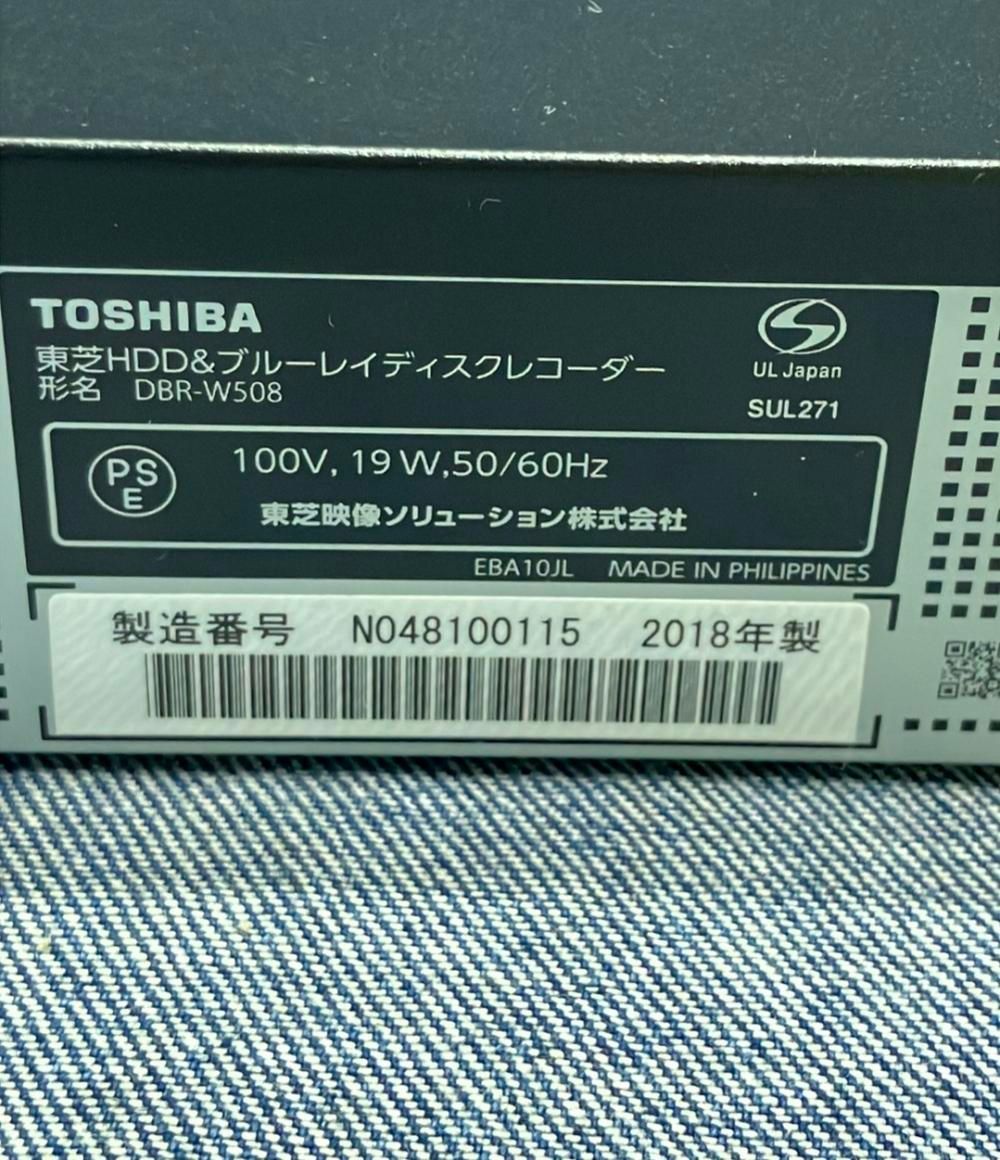 TOSHIBA
東芝HDD&ブルーレイディスクレコーダー
形名 DBR-W508
UL Japan
SUL271
PS
E
100V, 19W,50/60Hz
東芝映像ソリューション株式会社
EBA10JL MADE IN PHILIPPINES
製造番号 N048100115 2018年製